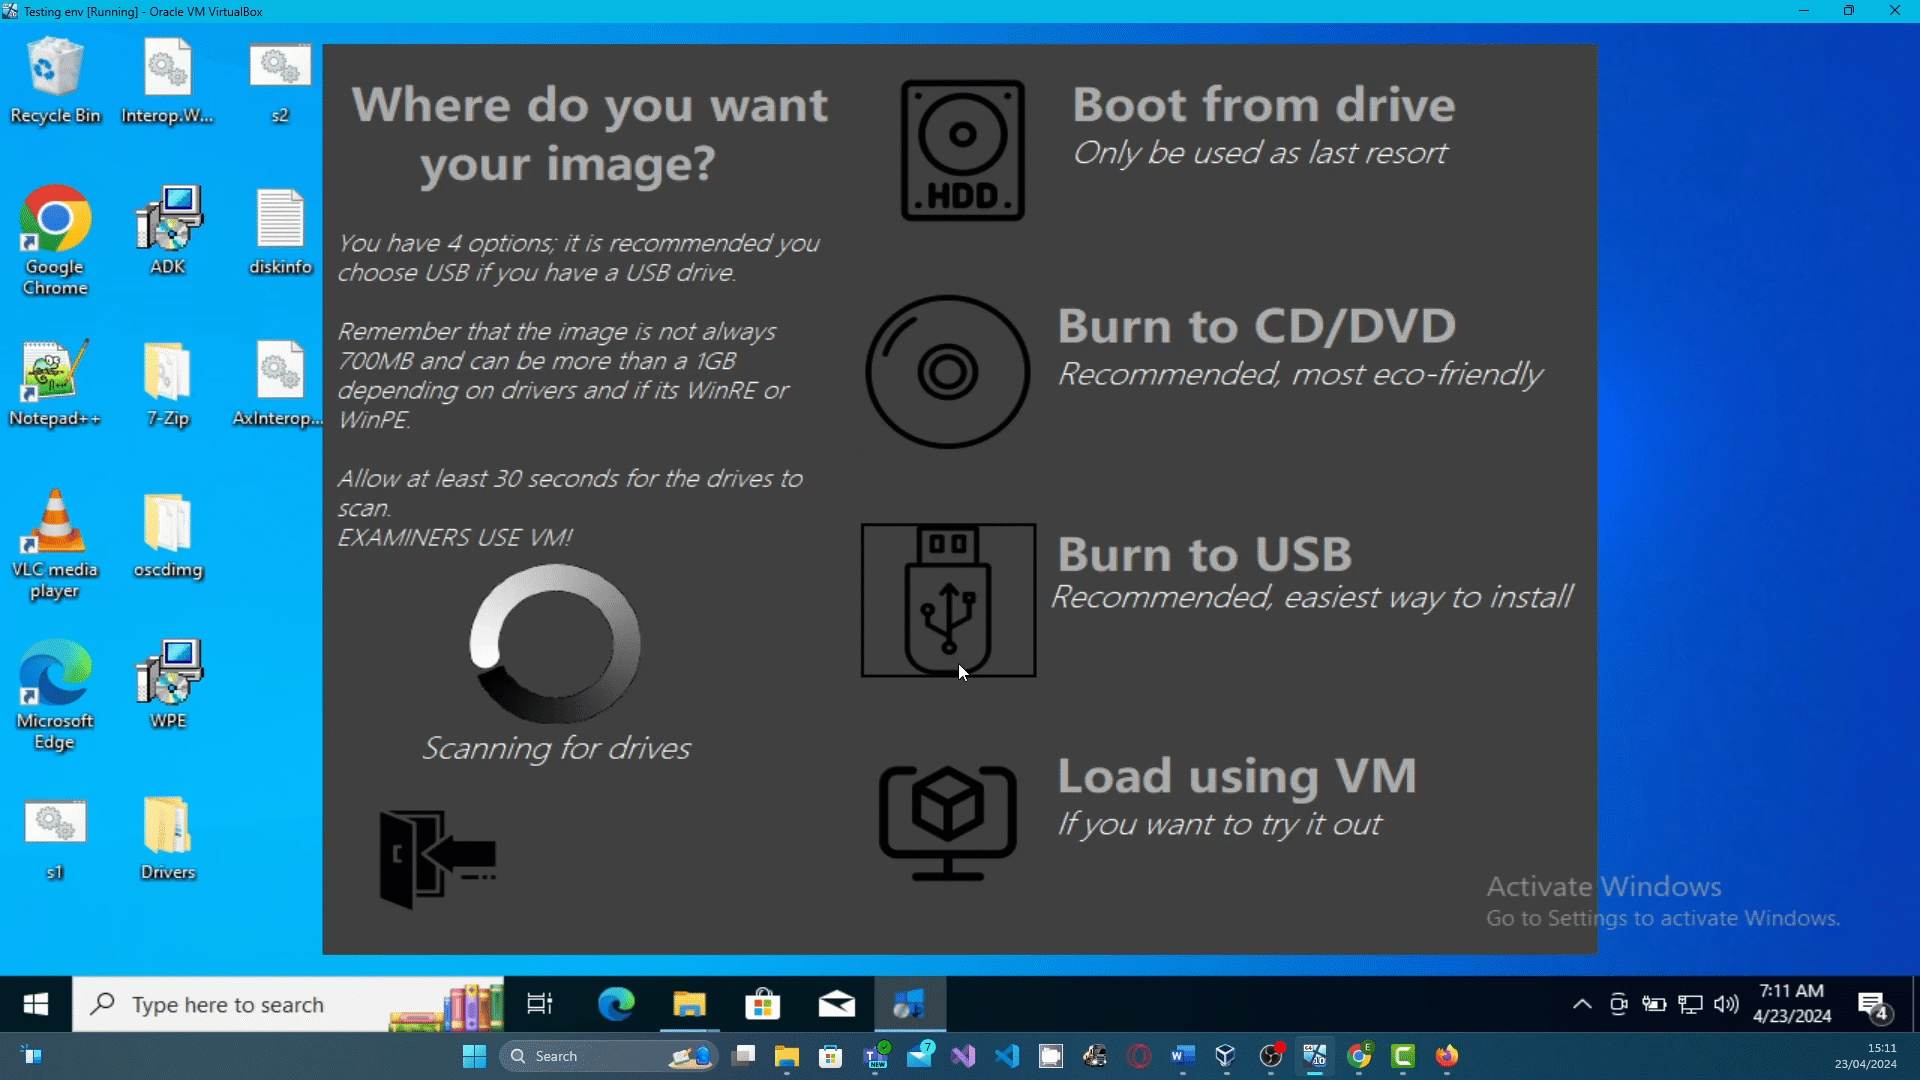 Testing env [Running] - Oracle VM VirtualBox
Recycle Bin
Interop.W...
s2
Google
Chrome
ADK
diskinfo
Notepad++
7-Zip
AxInterop...
VLC media
player
oscdimg
Microsoft
Edge
WPE
s1
Drivers
Where do you want
your image?
You have 4 options; it is recommended you
choose USB if you have a USB drive.
Remember that the image is not always
700MB and can be more than a 1GB
depending on drivers and if its WinRE or
WinPE.
Allow at least 30 seconds for the drives to
scan.
EXAMINERS USE VM!
Scanning for drives
HDD
Boot from drive
Only be used as last resort
Burn to CD/DVD
Recommended, most eco-friendly
Burn to USB
Recommended, easiest way to install
Load using VM
If you want to try it out
Activate Windows
Go to Settings to activate Windows.
Type here to search
7:11 AM
4/23/2024
4
Search
NEW
7
E
15:11
23/04/2024